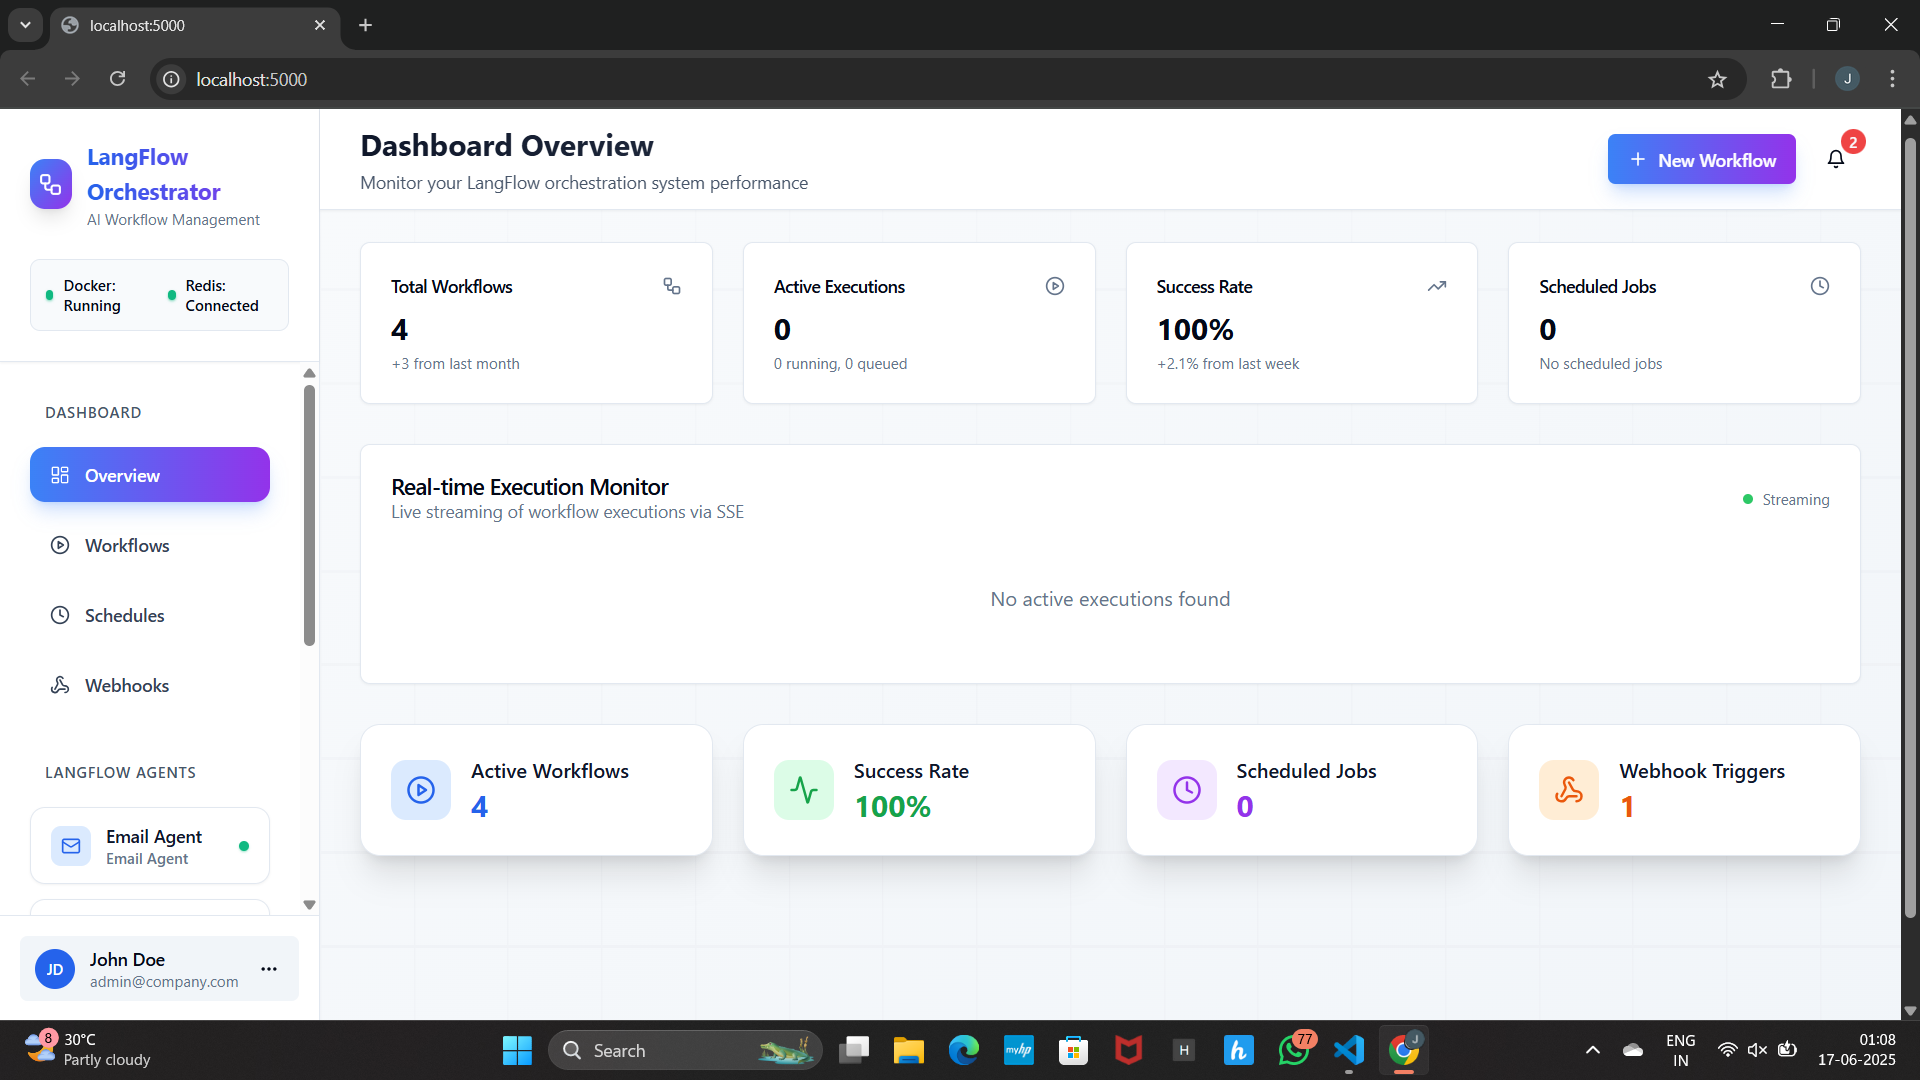 localhost:5000
localhost:5000
J
LangFlow
Orchestrator
AI Workflow Management
Docker:
Running
Redis:
Connected
DASHBOARD
Overview
Workflows
Schedules
Webhooks
LANGFLOW AGENTS
Email Agent
Email Agent
JD
John Doe
admin@company.com
Dashboard Overview
Monitor your LangFlow orchestration system performance
New Workflow
2
Total Workflows
4
+3 from last month
Active Executions
0
0 running, 0 queued
Success Rate
100%
+2.1% from last week
Scheduled Jobs
0
No scheduled jobs
Real-time Execution Monitor
Live streaming of workflow executions via SSE
Streaming
No active executions found
Active Workflows
4
Success Rate
100%
Scheduled Jobs
0
Webhook Triggers
1
8
30°C
Partly cloudy
Search
myhp
H
h
77
J
ENG
IN
01:08
17-06-2025